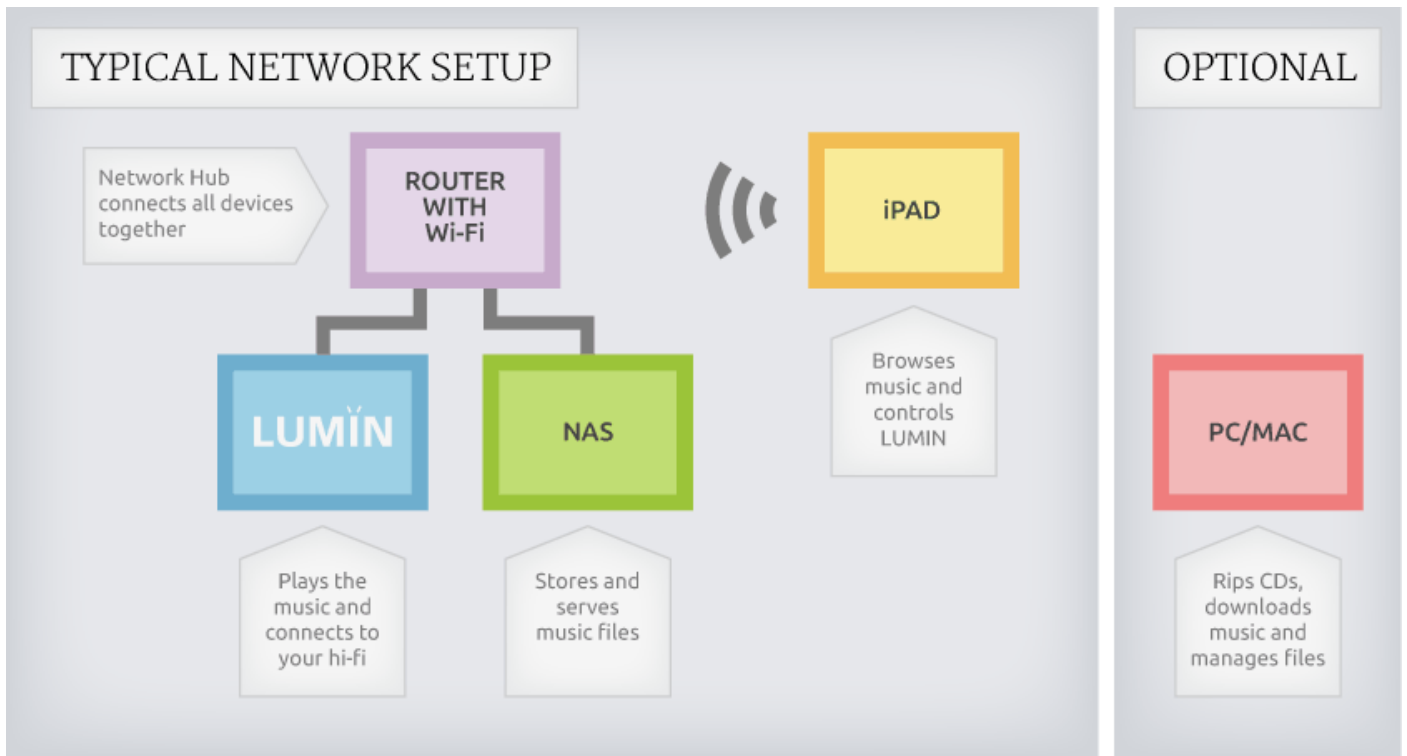 TYPICAL NETWORK SETUP
OPTIONAL
Network Hub
connects all devices
together
ROUTER
WITH
Wi-Fi
iPAD
Browses
music and
controls
LUMIN
LUMÏN
NAS
PC/MAC
Plays the
music and
connects to
your hi-fi
Stores and
serves
music files
Rips CDs,
downloads
music and
manages files